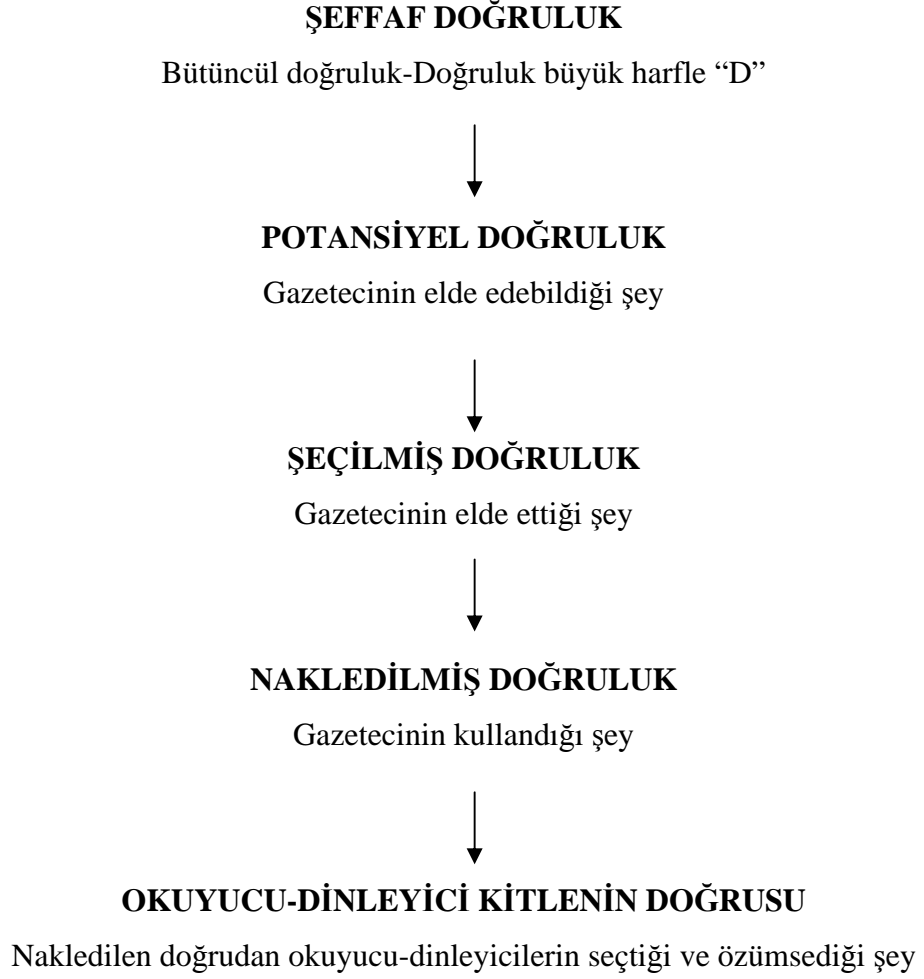 ŞEFFAF DOĞRULUK
Bütüncül doğruluk-Doğruluk büyük harfle “D”
POTANSİYEL DOĞRULUK
Gazetecinin elde edebildiği şey
ŞEÇİLMİŞ DOĞRULUK
Gazetecinin elde ettiği şey
NAKLEDİLMİŞ DOĞRULUK
Gazetecinin kullandığı şey
OKUYUCU-DİNLEYİCİ KİTLENİN DOĞRUSU
Nakledilen doğrudan okuyucu-dinleyicilerin seçtiği ve özümsediği şey